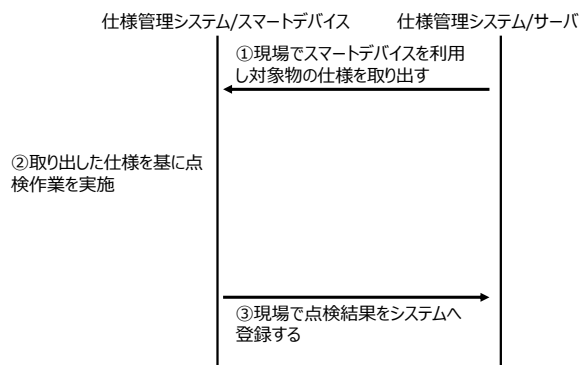 仕様管理システム/スマートデバイス
仕様管理システム/サーバ
①現場でスマートデバイスを利用
し対象物の仕様を取り出す
②取り出した仕様を基に点
検作業を実施
③現場で点検結果をシステムへ
登録する